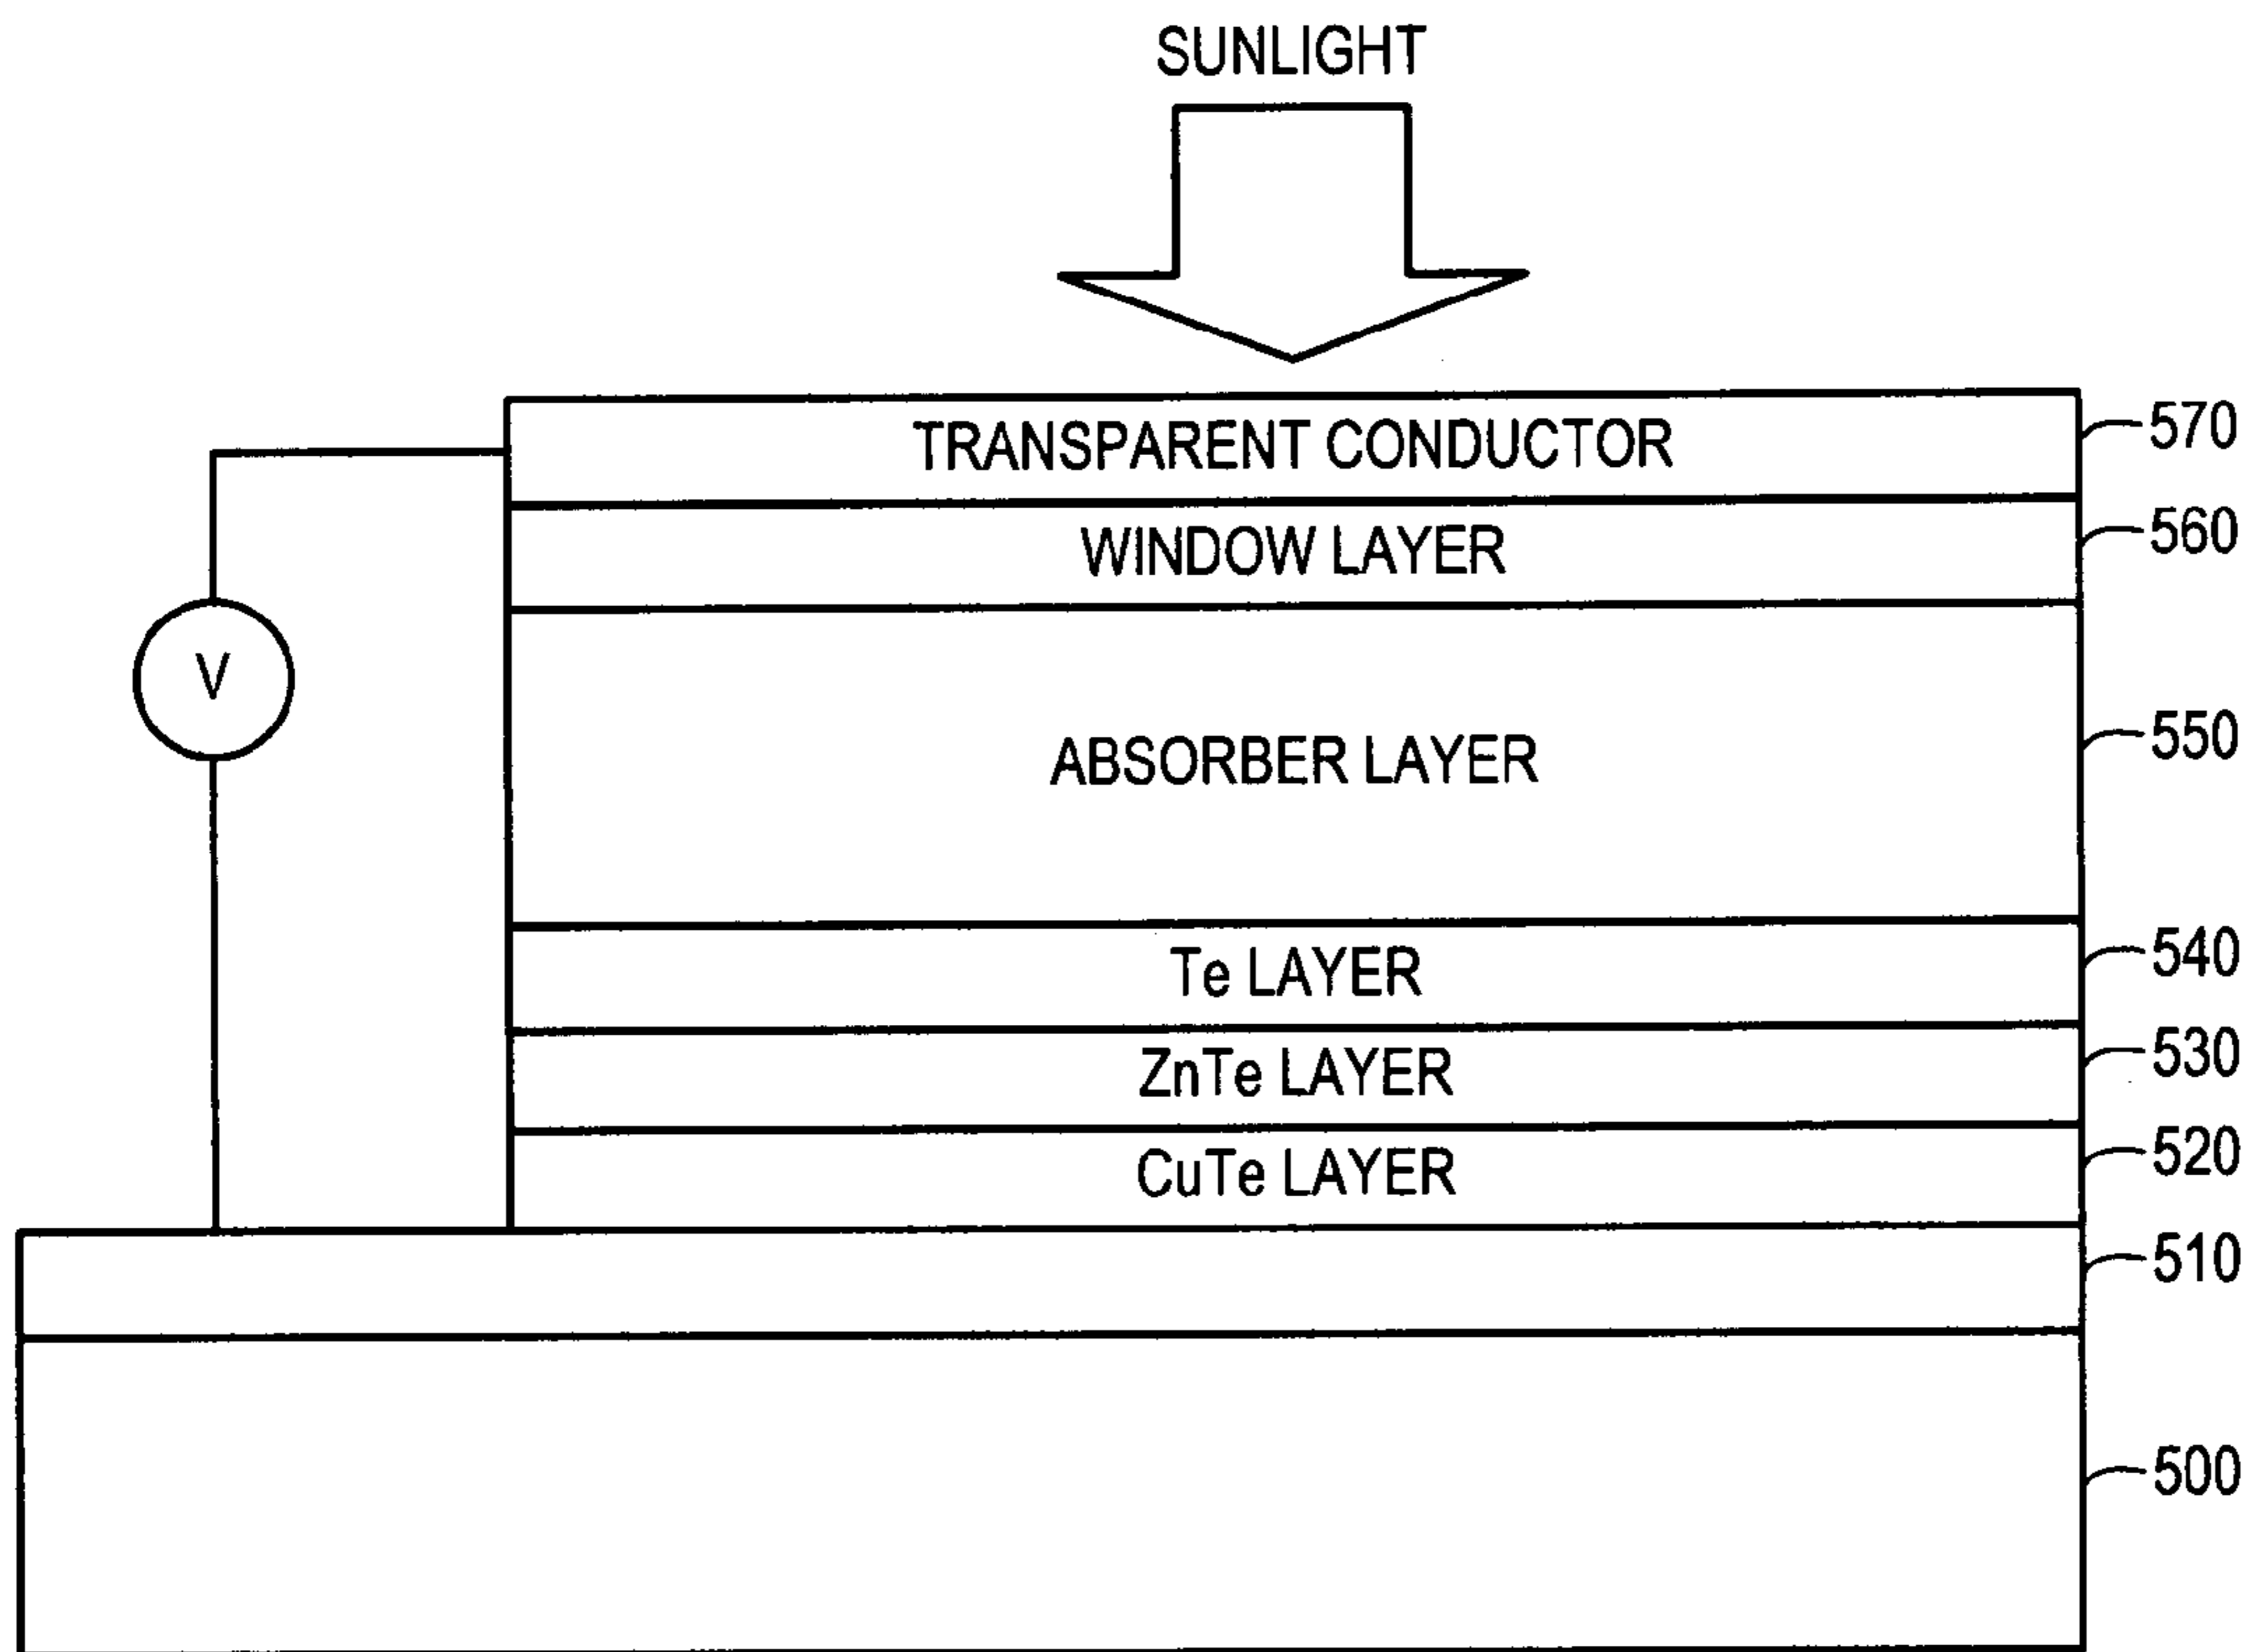 SUNLIGHT
TRANSPARENT CONDUCTOR
570
WINDOW LAYER
560
V
ABSORBER LAYER
550
Te LAYER
540
ZnTe LAYER
530
CuTe LAYER
520
510
500